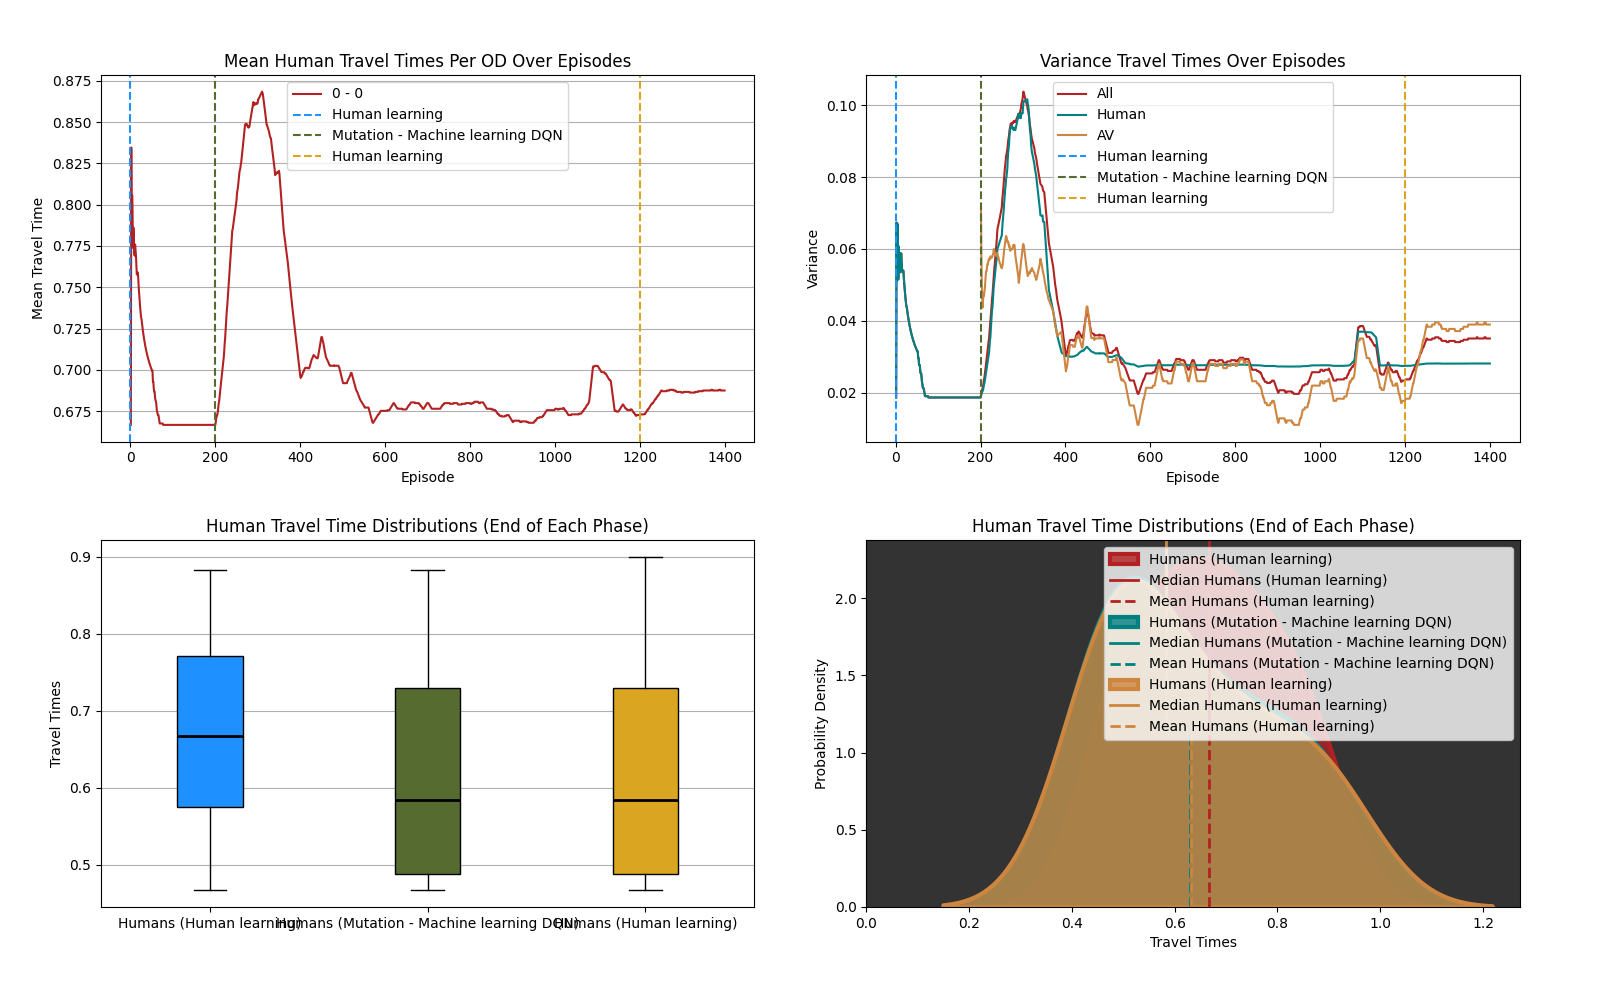 Mean Human Travel Times Per OD Over Episodes
Mean Travel Time
0.875
0.850
0.825
0.800
0.775
0.750
0.725
0.700
0.675
0 - 0
Human learning
Mutation - Machine learning DQN
Human learning
0 200 400 600 800 1000 1200 1400
Episode
Variance Travel Times Over Episodes
Variance
0.10
0.08
0.06
0.04
0.02
All
Human
AV
Human learning
Mutation - Machine learning DQN
Human learning
0 200 400 600 800 1000 1200 1400
Episode
Human Travel Time Distributions (End of Each Phase)
Travel Times
0.9
0.8
0.7
0.6
0.5
Humans (Human learning)
Humans (Mutation - Machine learning DQN)
Humans (Human learning)
Human Travel Time Distributions (End of Each Phase)
Probability Density
2.0
1.5
1.0
0.5
0.0
Humans (Human learning)
Median Humans (Human learning)
Mean Humans (Human learning)
Humans (Mutation - Machine learning DQN)
Median Humans (Mutation - Machine learning DQN)
Mean Humans (Mutation - Machine learning DQN)
Humans (Human learning)
Median Humans (Human learning)
Mean Humans (Human learning)
0.0 0.2 0.4 0.6 0.8 1.0 1.2
Travel Times